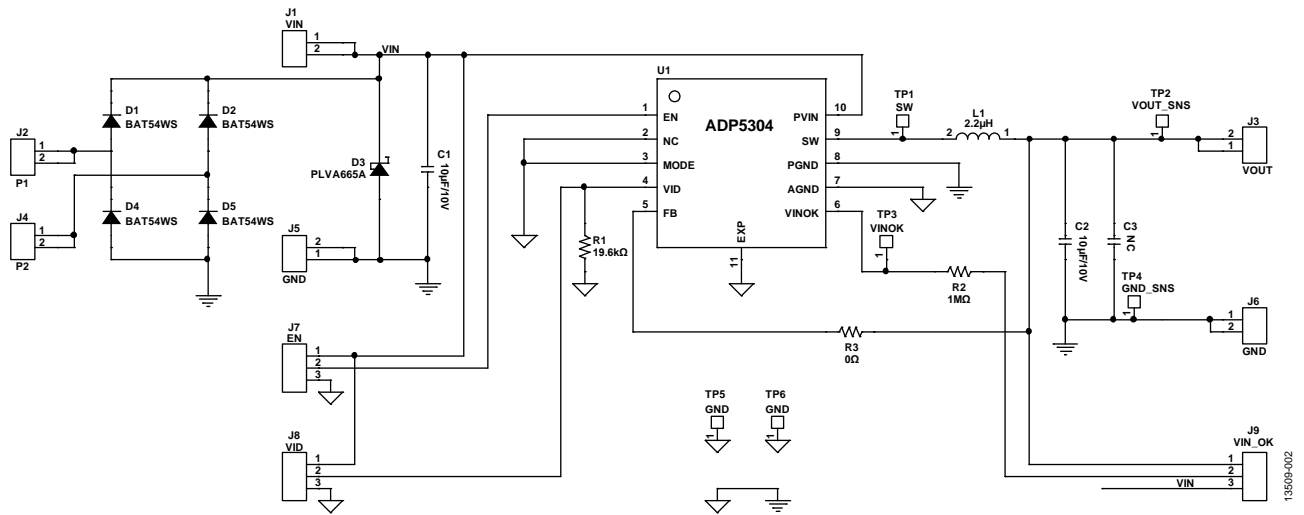 J1
VIN
1
2
VIN
D1
BAT54WS
D2
BAT54WS
J2
1
2
P1
D3
PLVA665A
C1
10µF/10V
J4
1
2
P2
D4
BAT54WS
D5
BAT54WS
J5
2
1
GND
J7
EN
1
2
3
J8
VID
1
2
3
R1
19.6kΩ
U1
ADP5304
1
EN
2
NC
3
MODE
4
VID
5
FB
10
PVIN
9
SW
8
PGND
7
AGND
6
VINOK
EXP
11
TP1
SW
1
L1
2.2µH
2
1
TP2
VOUT_SNS
1
J3
2
1
VOUT
TP3
VINOK
1
R2
1MΩ
R3
0Ω
C2
10µF/10V
C3
NC
TP4
GND_SNS
1
J6
1
2
GND
TP5
GND
1
TP6
GND
1
J9
VIN_OK
1
2
3
VIN
13509-002